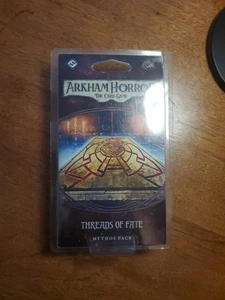 ARKHAM HORROR
THE CARD GAME
THREADS OF FATE
MYTHOS PACK